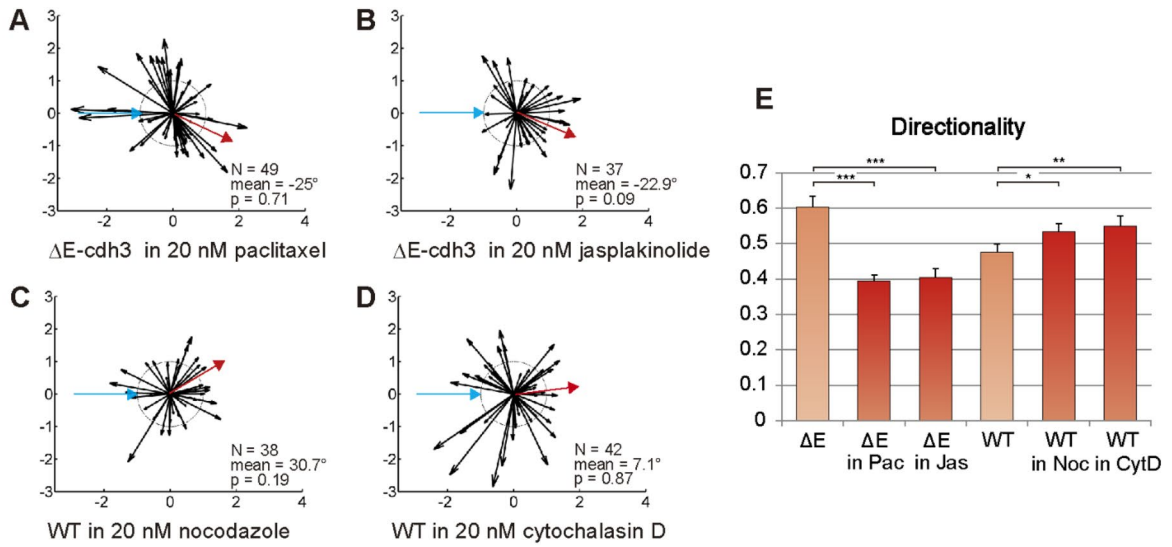 A
3
2
1
0
-1
-2
-3
-2
0
2
4
N = 49
mean = -25°
p = 0.71
ΔE-cdh3 in 20 nM paclitaxel
B
3
2
1
0
-1
-2
-3
-2
0
2
4
N = 37
mean = -22.9°
p = 0.09
ΔE-cdh3 in 20 nM jasplakinolide
C
3
2
1
0
-1
-2
-3
-2
0
2
4
N = 38
mean = 30.7°
p = 0.19
WT in 20 nM nocodazole
D
3
2
1
0
-1
-2
-3
-2
0
2
4
N = 42
mean = 7.1°
p = 0.87
WT in 20 nM cytochalasin D
E
Directionality
0.7
0.6
0.5
0.4
0.3
0.2
0.1
0
***
***
**
*
ΔE ΔE ΔE WT WT WT
in Pac in Jas in Noc in CytD